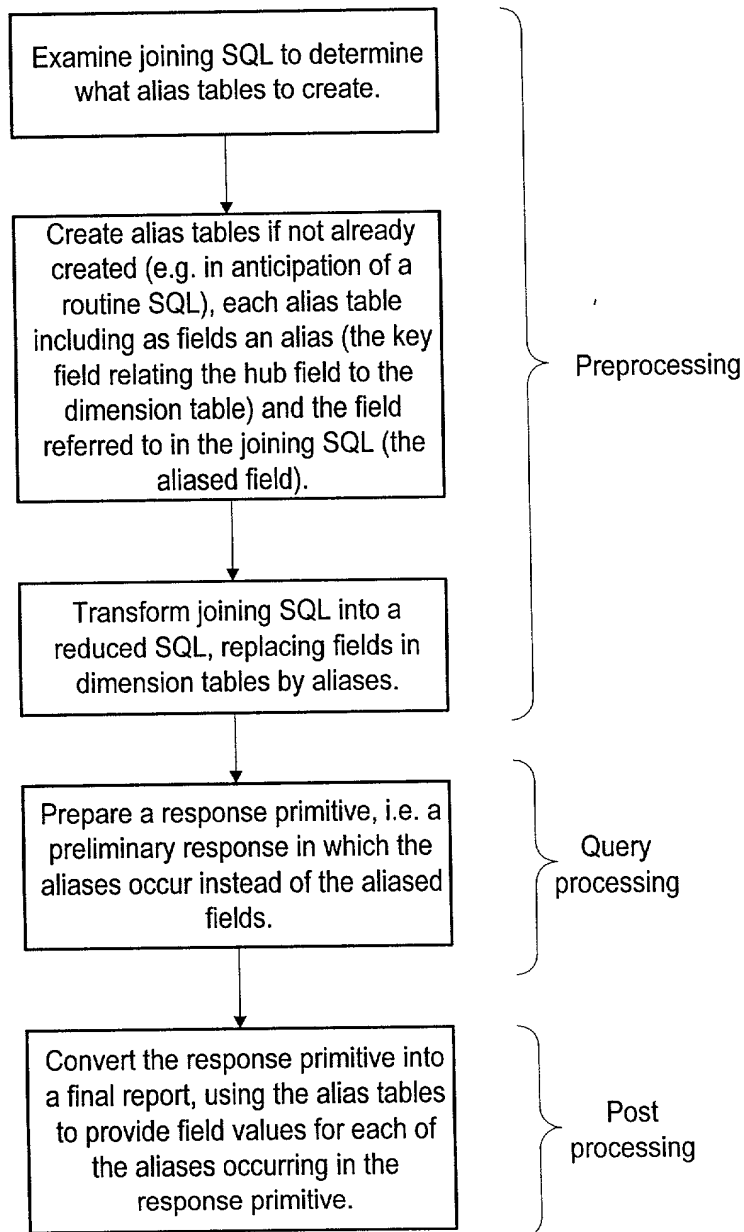 Examine joining SQL to determine
what alias tables to create.
Create alias tables if not already
created (e.g. in anticipation of a
routine SQL), each alias table
including as fields an alias (the key
field relating the hub field to the
dimension table) and the field
referred to in the joining SQL (the
aliased field).
Preprocessing
Transform joining SQL into a
reduced SQL, replacing fields in
dimension tables by aliases.
Prepare a response primitive, i.e. a
preliminary response in which the
aliases occur instead of the aliased
fields.
Query
processing
Convert the response primitive into
a final report, using the alias tables
to provide field values for each of
the aliases occurring in the
response primitive.
Post
processing